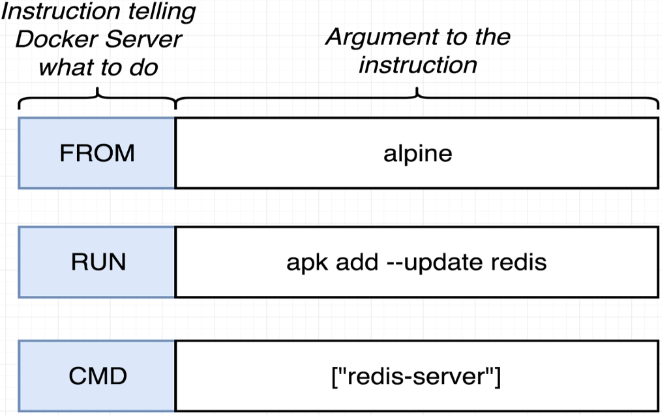 Instruction telling
Docker Server
what to do
Argument to the
instruction
FROM
alpine
RUN
apk add --update redis
CMD
["redis-server"]